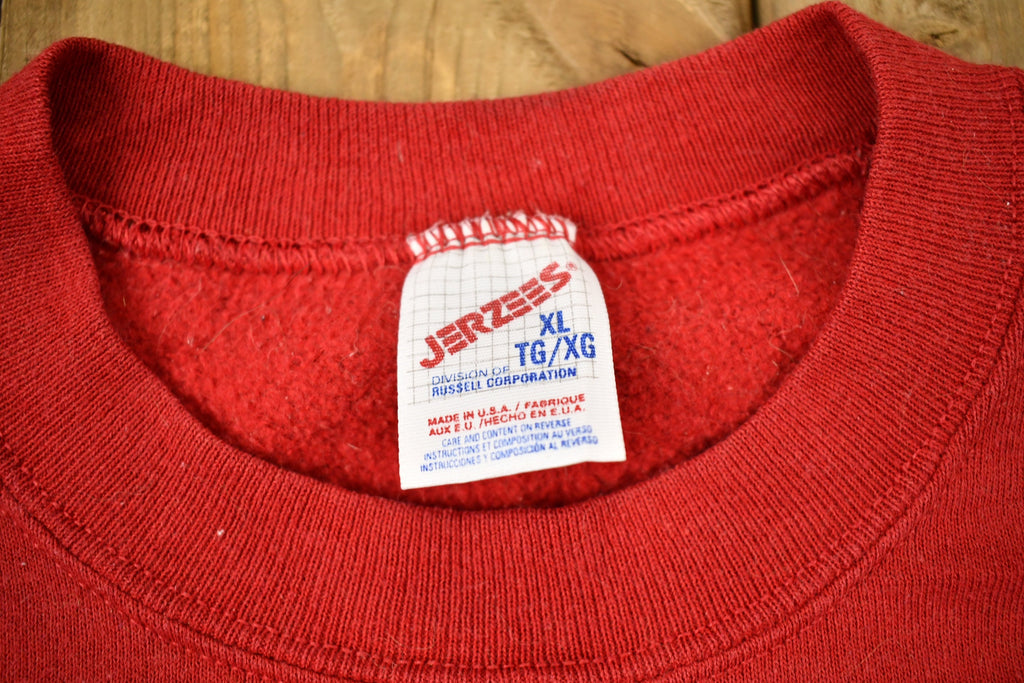 JERZEES®
XL
TG/XG
DIVISION OF
RUSSELL CORPORATION
MADE IN U.S.A. / FABRIQUE
AUX E.U. /HECHO EN E.U.A.
CARE AND CONTENT ON REVERSE
INSTRUCTIONS ET COMPOSITION AU VERSO
INSTRUCCIONES Y COMPOSICIÓN AL REVERSO